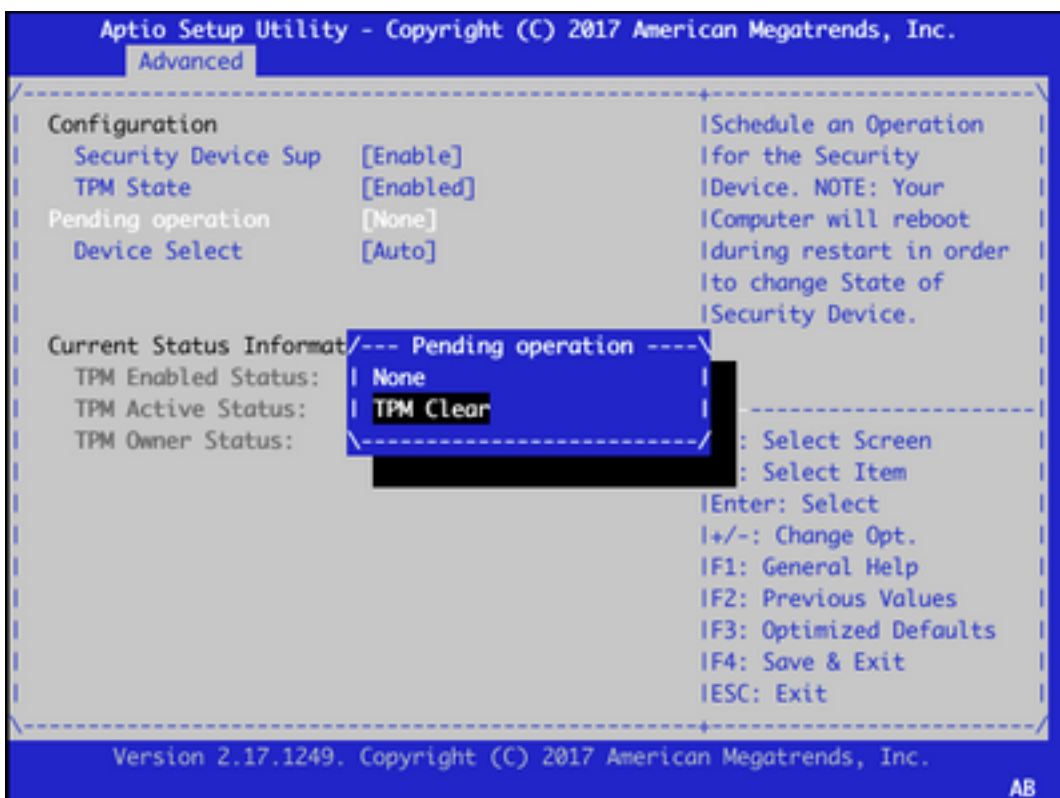 Aptio Setup Utility - Copyright (C) 2017 American Megatrends, Inc.
Advanced
Configuration
Security Device Sup [Enable]
TPM State [Enabled]
Pending operation [None]
Device Select [Auto]
Current Status Informat
TPM Enabled Status:
TPM Active Status:
TPM Owner Status:
/--- Pending operation ----\
None
TPM Clear
|Schedule an Operation
|for the Security
|Device. NOTE: Your
|Computer will reboot
|during restart in order
|to change State of
|Security Device.
: Select Screen
: Select Item
|Enter: Select
|+/-: Change Opt.
|F1: General Help
|F2: Previous Values
|F3: Optimized Defaults
|F4: Save & Exit
|ESC: Exit
Version 2.17.1249. Copyright (C) 2017 American Megatrends, Inc.
AB